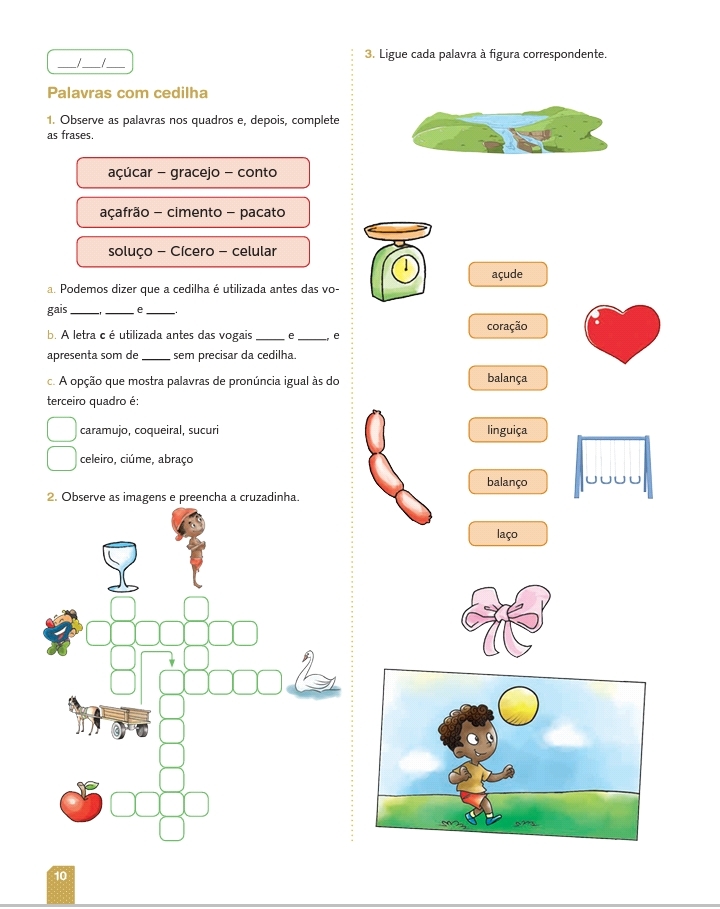 ___/___/___
Palavras com cedilha
1. Observe as palavras nos quadros e, depois, complete
as frases.
açúcar – gracejo – conto
açafrão – cimento – pacato
soluço – Cícero – celular
a. Podemos dizer que a cedilha é utilizada antes das vo-
gais _____, _____ e _____.
b. A letra c é utilizada antes das vogais _____ e _____, e
apresenta som de _____ sem precisar da cedilha.
c. A opção que mostra palavras de pronúncia igual às do
terceiro quadro é:
caramujo, coqueiral, sucuri
celeiro, ciúme, abraço
2. Observe as imagens e preencha a cruzadinha.
3. Ligue cada palavra à figura correspondente.
açude
coração
balança
linguiça
balanço
laço
10